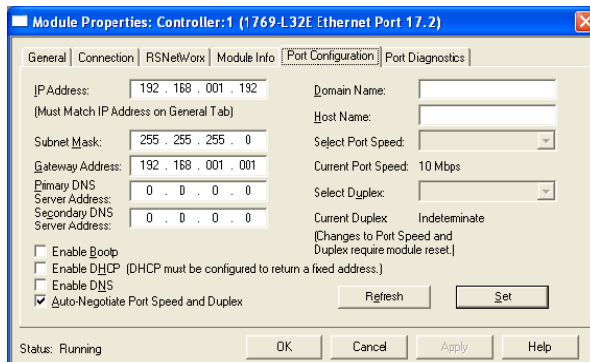 Module Properties: Controller:1 (1769-L32E Ethernet Port 17.2)
General Connection RSNetWorx Module Info Port Configuration Port Diagnostics
IP Address: 192 . 168 . 001 . 192
(Must Match IP Address on General Tab)
Subnet Mask: 255 . 255 . 255 . 0
Gateway Address: 192 . 168 . 001 . 001
Primary DNS
Server Address: 0 . 0 . 0 . 0
Secondary DNS
Server Address: 0 . 0 . 0 . 0
Enable Bootp
Enable DHCP (DHCP must be configured to return a fixed address.)
Enable DNS
Auto-Negotiate Port Speed and Duplex
Domain Name:
Host Name:
Select Port Speed:
Current Port Speed: 10 Mbps
Select Duplex:
Current Duplex Indeterminate
(Changes to Port Speed and
Duplex require module reset.)
Refresh Set
Status: Running OK Cancel Apply Help